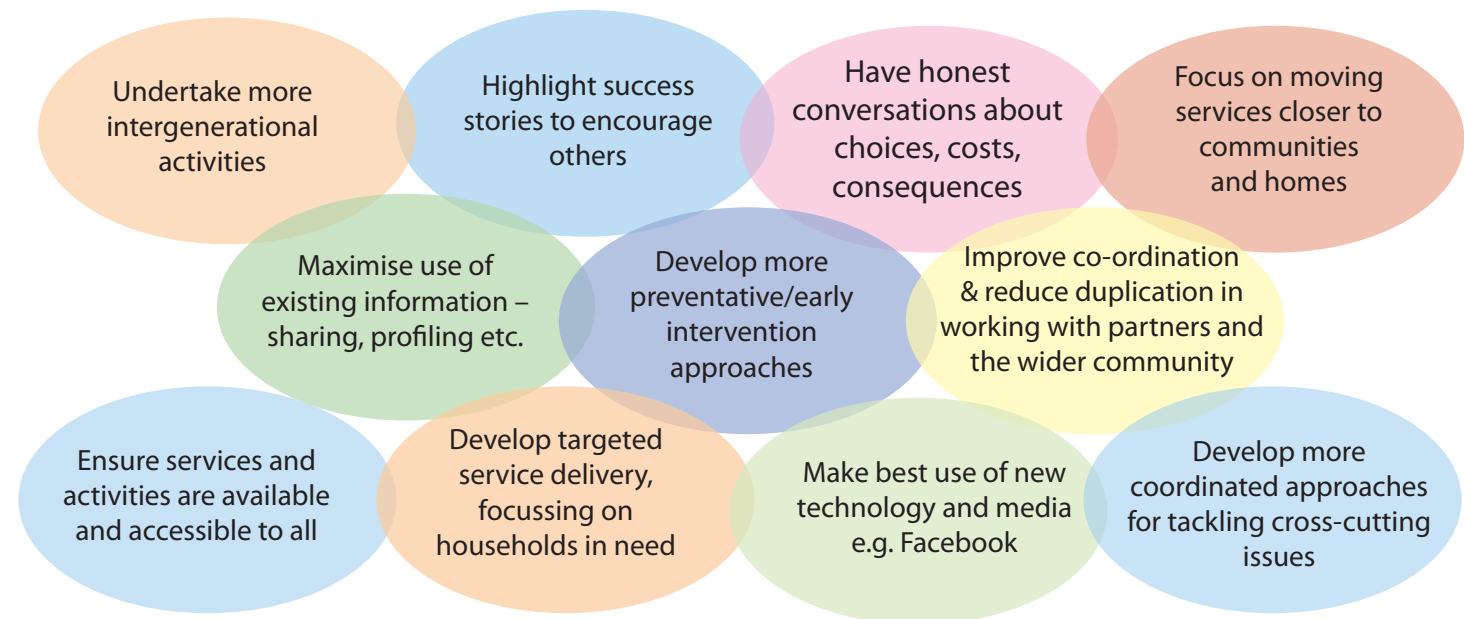 Undertake more
intergenerational
activities
Highlight success
stories to encourage
others
Have honest
conversations about
choices, costs,
consequences
Focus on moving
services closer to
communities
and homes
Maximise use of
existing information –
sharing, profiling etc.
Develop more
preventative/early
intervention
approaches
Improve co-ordination
& reduce duplication in
working with partners and
the wider community
Ensure services and
activities are available
and accessible to all
Develop targeted
service delivery,
focussing on
households in need
Make best use of new
technology and media
e.g. Facebook
Develop more
coordinated approaches
for tackling cross-cutting
issues